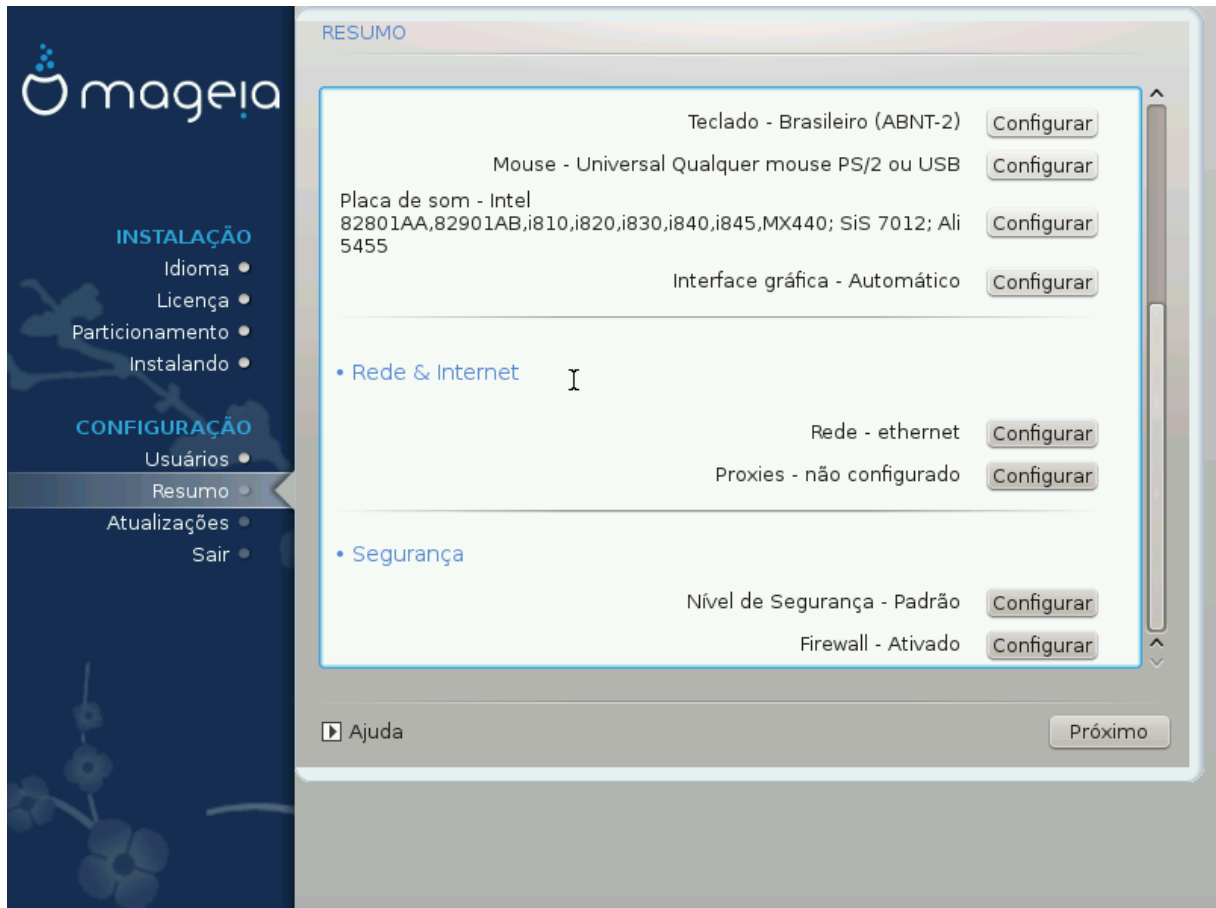 mageia
INSTALAÇÃO
Idioma
Licença
Particionamento
Instalando
CONFIGURAÇÃO
Usuários
Resumo
Atualizações
Sair
RESUMO
Teclado - Brasileiro (ABNT-2) Configurar
Mouse - Universal Qualquer mouse PS/2 ou USB Configurar
Placa de som - Intel
82801AA,82901AB,i810,i820,i830,i840,i845,MX440; SiS 7012; Ali Configurar
5455
Interface gráfica - Automático Configurar
• Rede & Internet
Rede - ethernet Configurar
Proxies - não configurado Configurar
• Segurança
Nível de Segurança - Padrão Configurar
Firewall - Ativado Configurar
Ajuda
Próximo